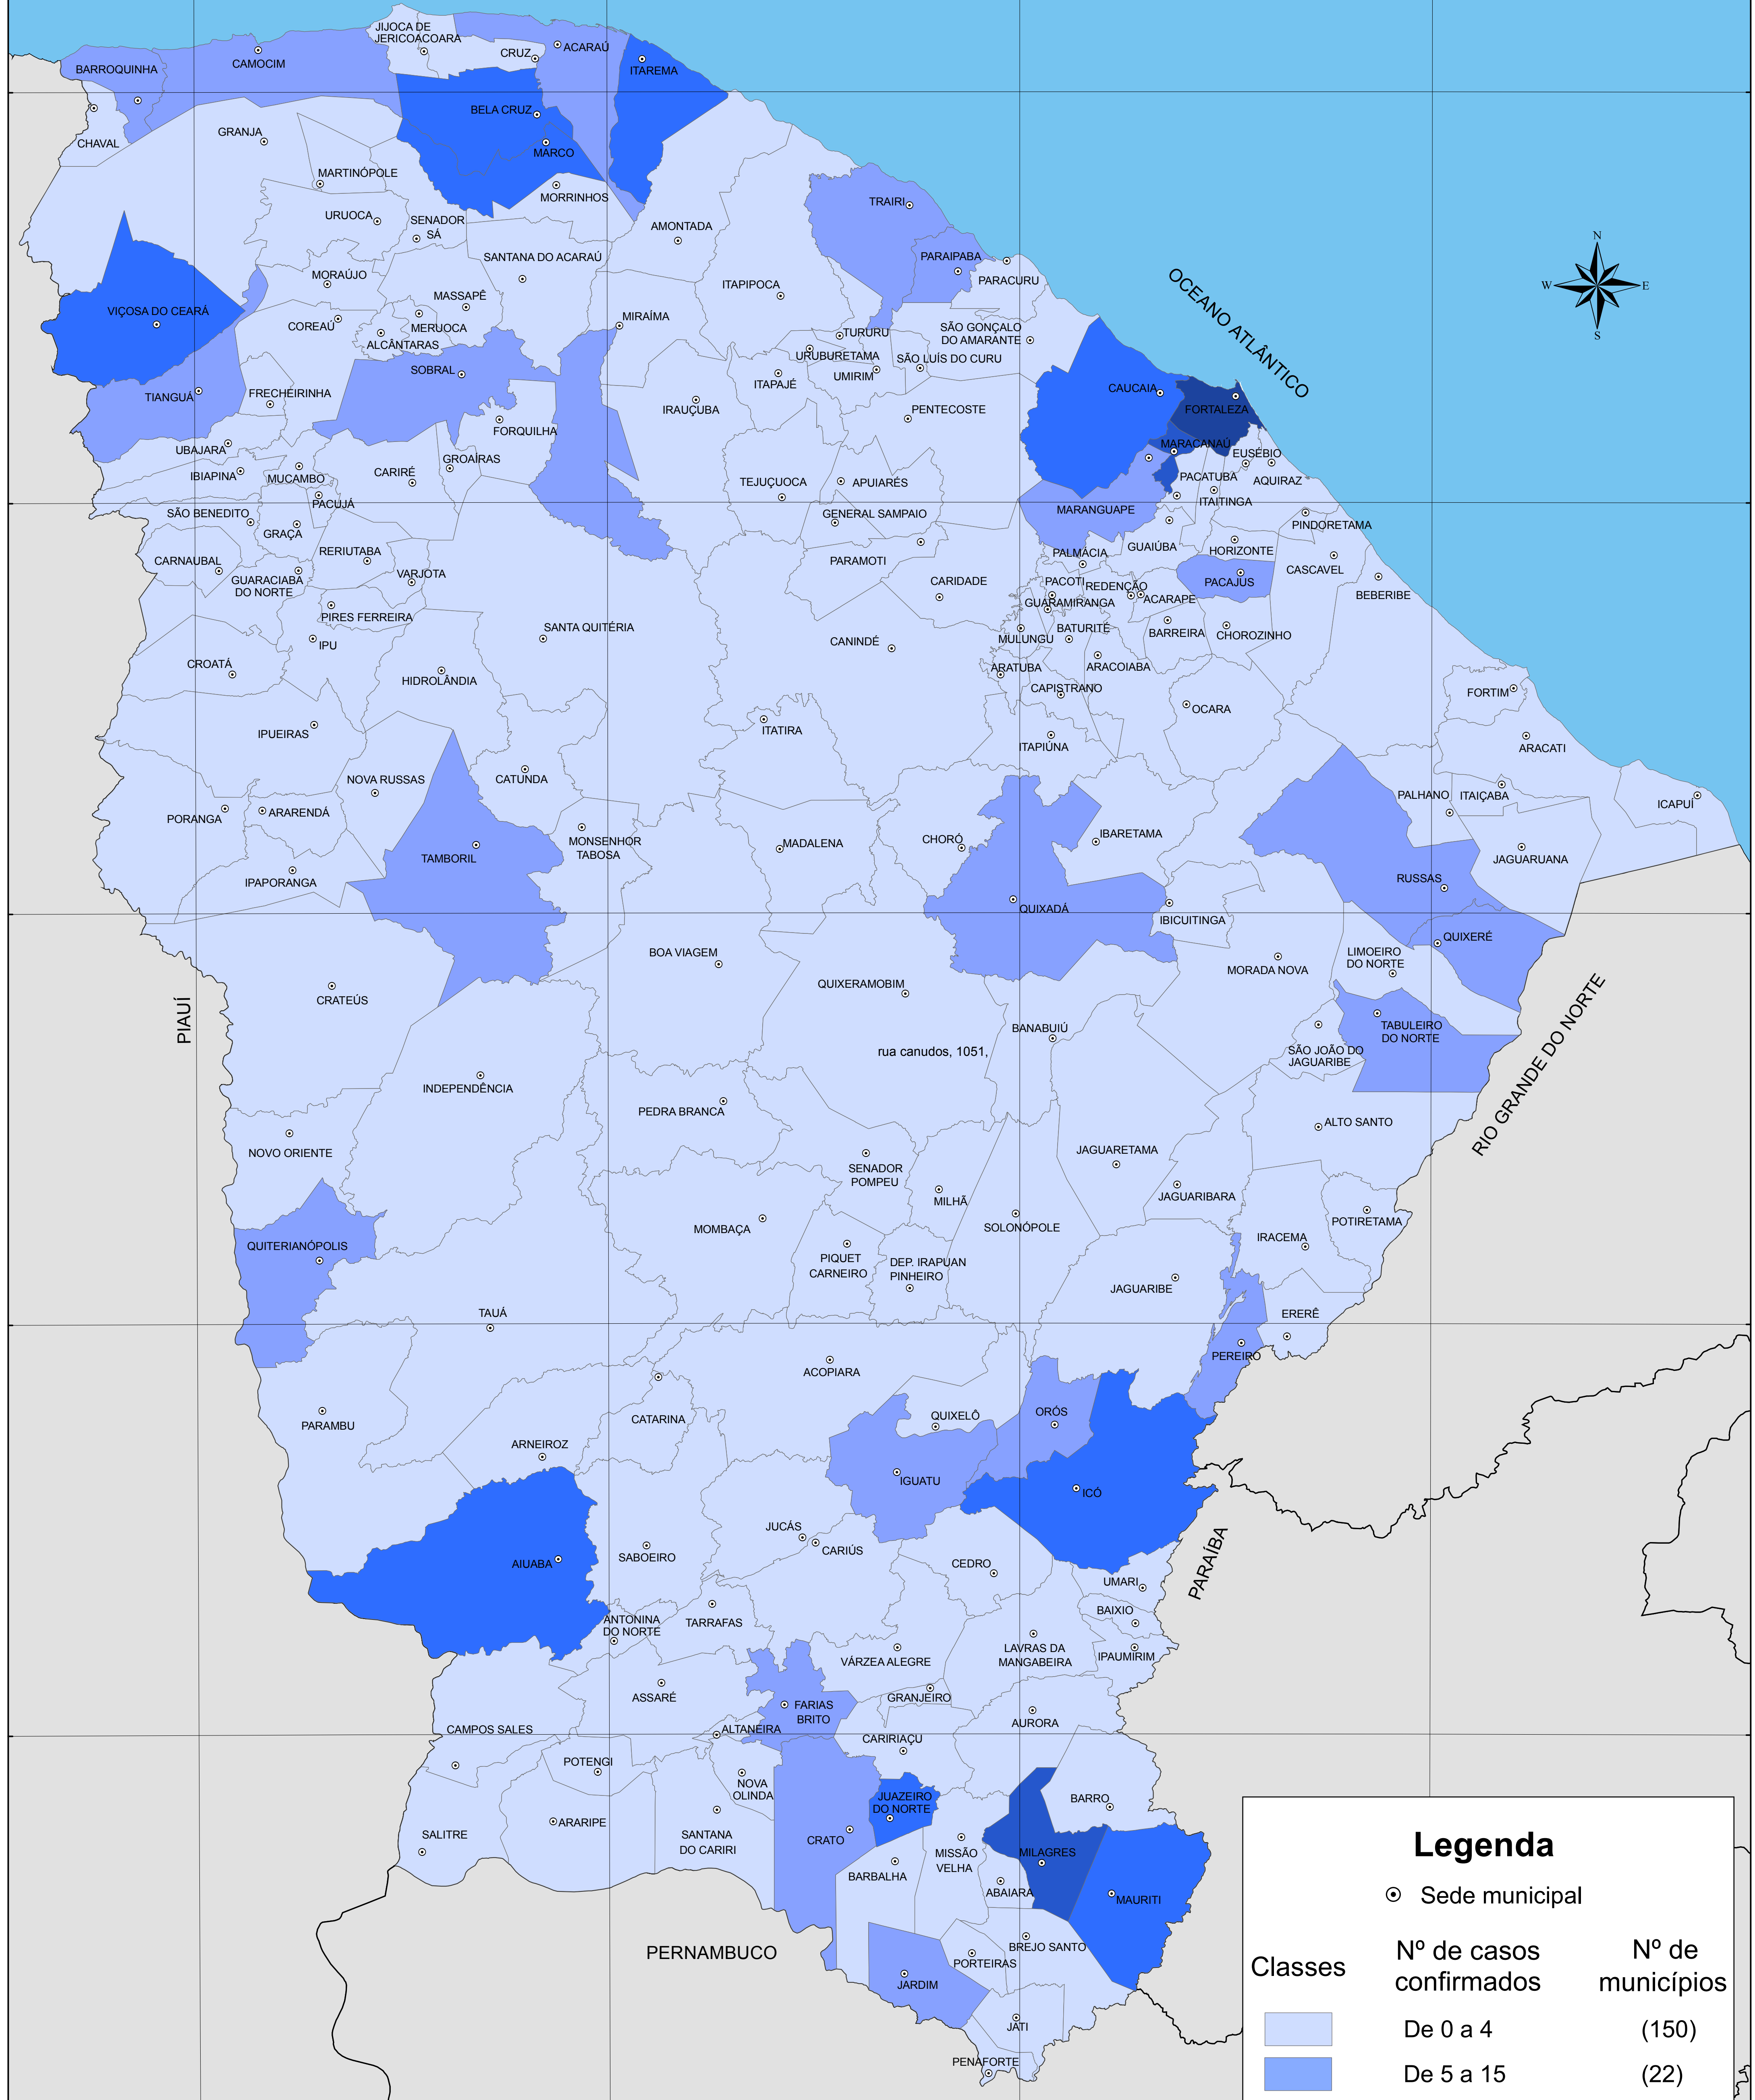 JIJOCA DE
JERICOACOARA
CRUZ
ACARAÚ
ITAREMA
BARROQUINHA
CAMOCIM
BELA CRUZ
CHAVAL
GRANJA
MARCO
MARTINÓPOLE
MORRINHOS
URUOCA
SENADOR
SÁ
TRAIRI
AMONTADA
N
W
E
S
SANTANA DO ACARAÚ
PARAIPABA
PARACURU
MORAÚJO
ITAPIPOCA
MASSAPÊ
OCEANO ATLÂNTICO
VIÇOSA DO CEARÁ
COREAÚ
MERUOCA
ALCÂNTARAS
MIRAÍMA
TURURU
SÃO GONÇALO
DO AMARANTE
URUBURETAMA
SÃO LUÍS DO CURU
UMIRIM
SOBRAL
ITAPAJÉ
CAUCAIA
TIANGUÁ
FRECHEIRINHA
IRAUÇUBA
PENTECOSTE
FORTALEZA
FORQUILHA
MARACANAÚ
UBAJARA
EUSÉBIO
IBIAPINA
MUCAMBO
CARIRÉ
GROAÍRAS
TEJUÇUOCA
APUIARÉS
PACATUBA
AQUIRAZ
ITAITINGA
PACUJÁ
SÃO BENEDITO
GENERAL SAMPAIO
MARANGUAPE
PINDORETAMA
GRAÇA
RERIUTABA
CARNAUBAL
PARAMOTI
PALMÁCIA
GUAIÚBA
HORIZONTE
CASCAVEL
GUARACIABA
DO NORTE
VARJOTA
CARIDADE
PACOTI
REDENÇÃO
PACAJUS
BEBERIBE
GUARAMIRANGA
ACARAPE
PIRES FERREIRA
SANTA QUITÉRIA
IPU
CANINDÉ
MULUNGU
BATURITÉ
BARREIRA
CHOROZINHO
CROATÁ
HIDROLÂNDIA
ARATUBA
ARACOIABA
CAPISTRANO
FORTIM
OCARA
IPUEIRAS
ITATIRA
ITAPIÚNA
ARACATI
NOVA RUSSAS
CATUNDA
PALHANO
ITAIÇABA
ICAPUÍ
PORANGA
ARARENDÁ
MONSENHOR
TABOSA
MADALENA
CHORÓ
IBARETAMA
TAMBORIL
JAGUARUANA
IPAPORANGA
RUSSAS
QUIXADÁ
IBICUITINGA
QUIXERÉ
BOA VIAGEM
LIMOEIRO
DO NORTE
MORADA NOVA
CRATEÚS
QUIXERAMOBIM
PIAUÍ
BANABUIÚ
TABULEIRO
DO NORTE
rua canudos, 1051,
SÃO JOÃO DO
JAGUARIBE
RIO GRANDE DO NORTE
INDEPENDÊNCIA
PEDRA BRANCA
ALTO SANTO
NOVO ORIENTE
JAGUARETAMA
SENADOR
POMPEU
MILHÃ
JAGUARIBARA
MOMBAÇA
SOLONÓPOLE
POTIRETAMA
IRACEMA
QUITERIANÓPOLIS
PIQUET
CARNEIRO
DEP. IRAPUAN
PINHEIRO
JAGUARIBE
TAUÁ
ERERÊ
PEREIRO
ACOPIARA
PARAMBU
CATARINA
QUIXELÔ
ORÓS
ARNEIROZ
IGUATU
ICÓ
JUCÁS
CARIÚS
SABOEIRO
AIUABA
CEDRO
PARAÍBA
UMARI
BAIXIO
ANTONINA
DO NORTE
TARRAFAS
LAVRAS DA
MANGABEIRA
IPAUMIRIM
VÁRZEA ALEGRE
ASSARÉ
GRANJEIRO
FARIAS
BRITO
AURORA
CAMPOS SALES
ALTANEIRA
CARIRIAÇU
POTENGI
NOVA
OLINDA
JUAZEIRO
DO NORTE
BARRO
ARARIPE
SALITRE
SANTANA
DO CARIRI
CRATO
MISSÃO
VELHA
MILAGRES
BARBALHA
ABAIARA
MAURITI
PERNAMBUCO
BREJO SANTO
PORTEIRAS
JARDIM
JATI
PENAFORTE
Legenda
Sede municipal
Classes
Nº de casos
confirmados
Nº de
municípios
De 0 a 4
(150)
De 5 a 15
(22)